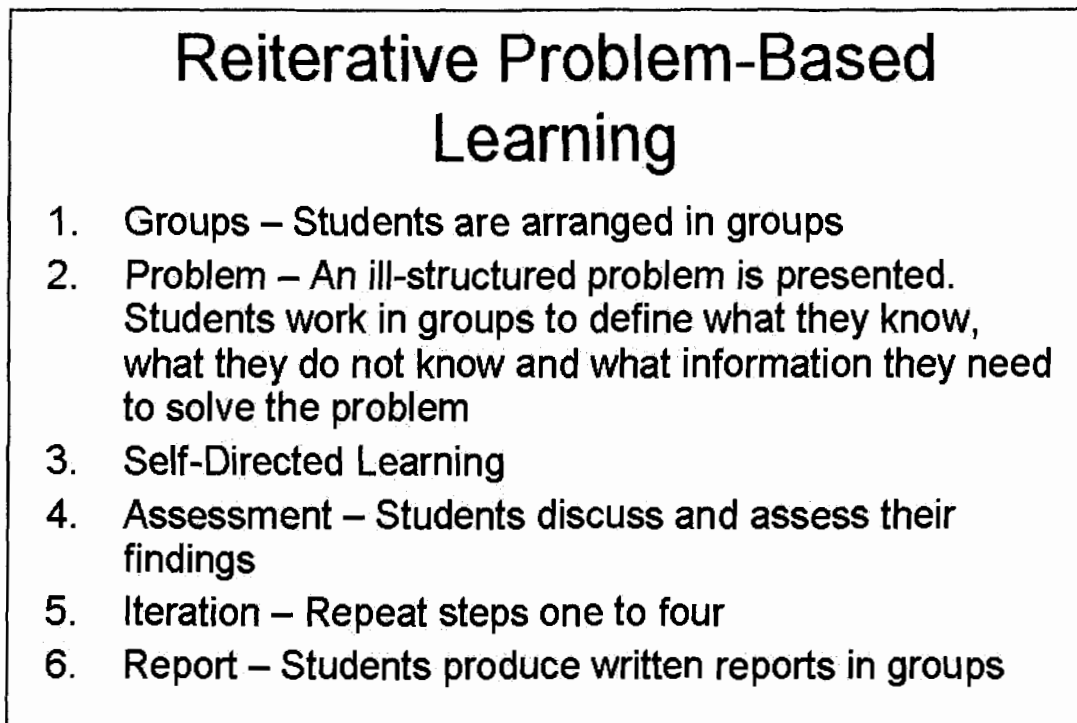 Reiterative Problem-Based
Learning
1. Groups – Students are arranged in groups
2. Problem – An ill-structured problem is presented.
Students work in groups to define what they know,
what they do not know and what information they need
to solve the problem
3. Self-Directed Learning
4. Assessment – Students discuss and assess their
findings
5. Iteration – Repeat steps one to four
6. Report – Students produce written reports in groups